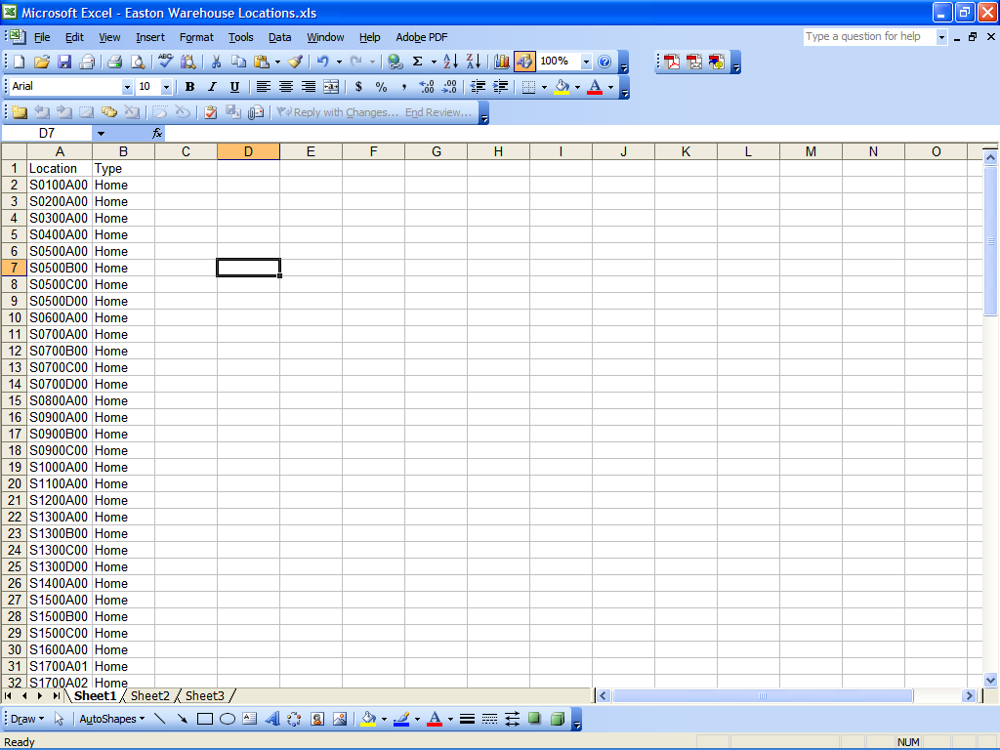 Microsoft Excel - Easton Warehouse Locations.xls
File Edit View Insert Format Tools Data Window Help Adobe PDF Type a question for help
100%
Arial 10 B I U $ % ,
Reply with Changes... End Review...
D7 fx
A B C D E F G H I J K L M N O
1 Location Type
2 S0100A00 Home
3 S0200A00 Home
4 S0300A00 Home
5 S0400A00 Home
6 S0500A00 Home
7 S0500B00 Home
8 S0500C00 Home
9 S0500D00 Home
10 S0600A00 Home
11 S0700A00 Home
12 S0700B00 Home
13 S0700C00 Home
14 S0700D00 Home
15 S0800A00 Home
16 S0900A00 Home
17 S0900B00 Home
18 S0900C00 Home
19 S1000A00 Home
20 S1100A00 Home
21 S1200A00 Home
22 S1300A00 Home
23 S1300B00 Home
24 S1300C00 Home
25 S1300D00 Home
26 S1400A00 Home
27 S1500A00 Home
28 S1500B00 Home
29 S1500C00 Home
30 S1600A00 Home
31 S1700A01 Home
32 S1700A02 Home
Sheet1 Sheet2 Sheet3
Draw AutoShapes
Ready NUM